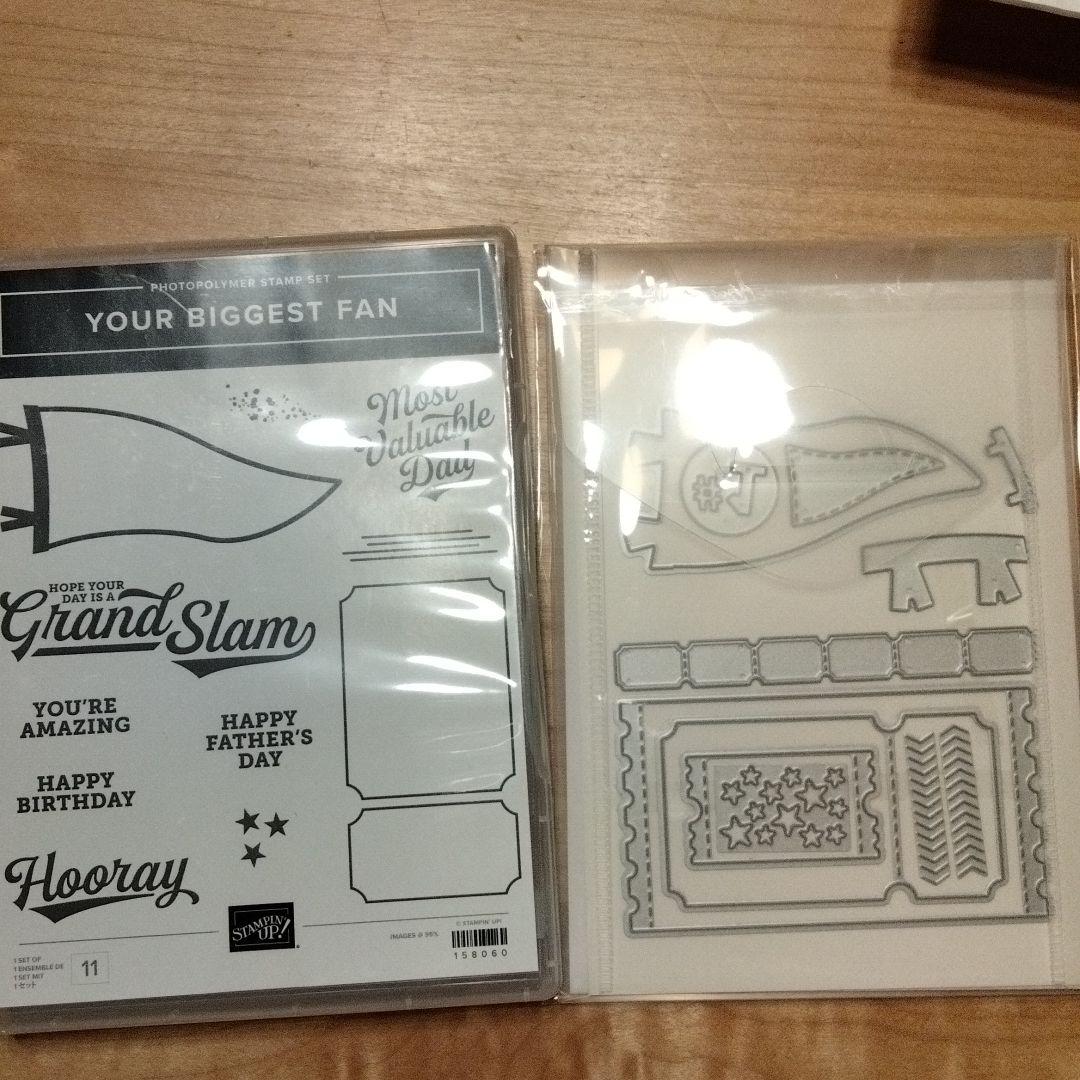 PHOTOPOLYMER STAMP SET
YOUR BIGGEST FAN
Most
Valuable
Dad
HOPE YOUR
DAY IS A
Grand Slam
YOU'RE
AMAZING
HAPPY
FATHER'S
DAY
HAPPY
BIRTHDAY
Hooray
STAMPIN'
UP!
®
© STAMPIN' UP!
IMAGES @ 95%
158060
1 SET OF
1 ENSEMBLE DE
1 SET MIT
1セット
11
#1